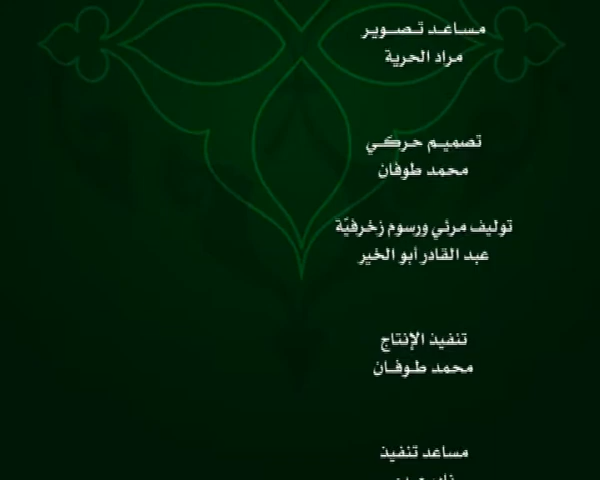 مساعد تصوير
مراد الحرية
تصميم حركي
محمد طوفان
توليف مرئي ورسوم زخرفيّة
عبد القادر أبو الخير
تنفيذ الإنتاج
محمد طوفان
مساعد تنفيذ